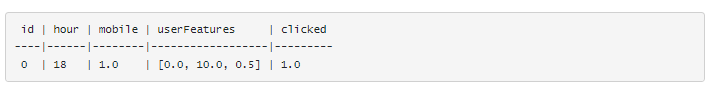 id | hour | mobile | userFeatures     | clicked
----|------|--------|------------------|---------
 0  | 18   | 1.0    | [0.0, 10.0, 0.5] | 1.0